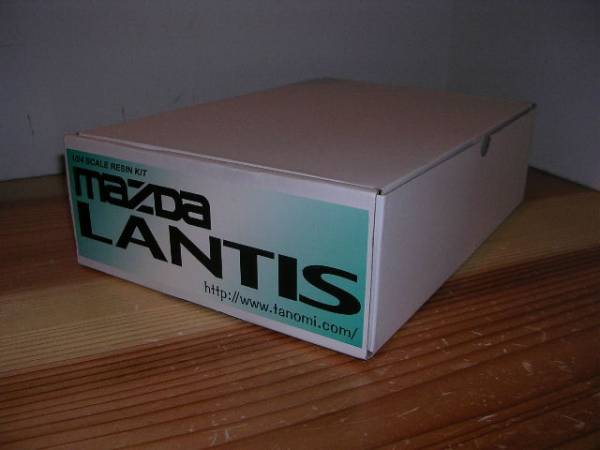 1/24 SCALE RESIN KIT
mazda
LANTIS
http://www.tanomi.com/